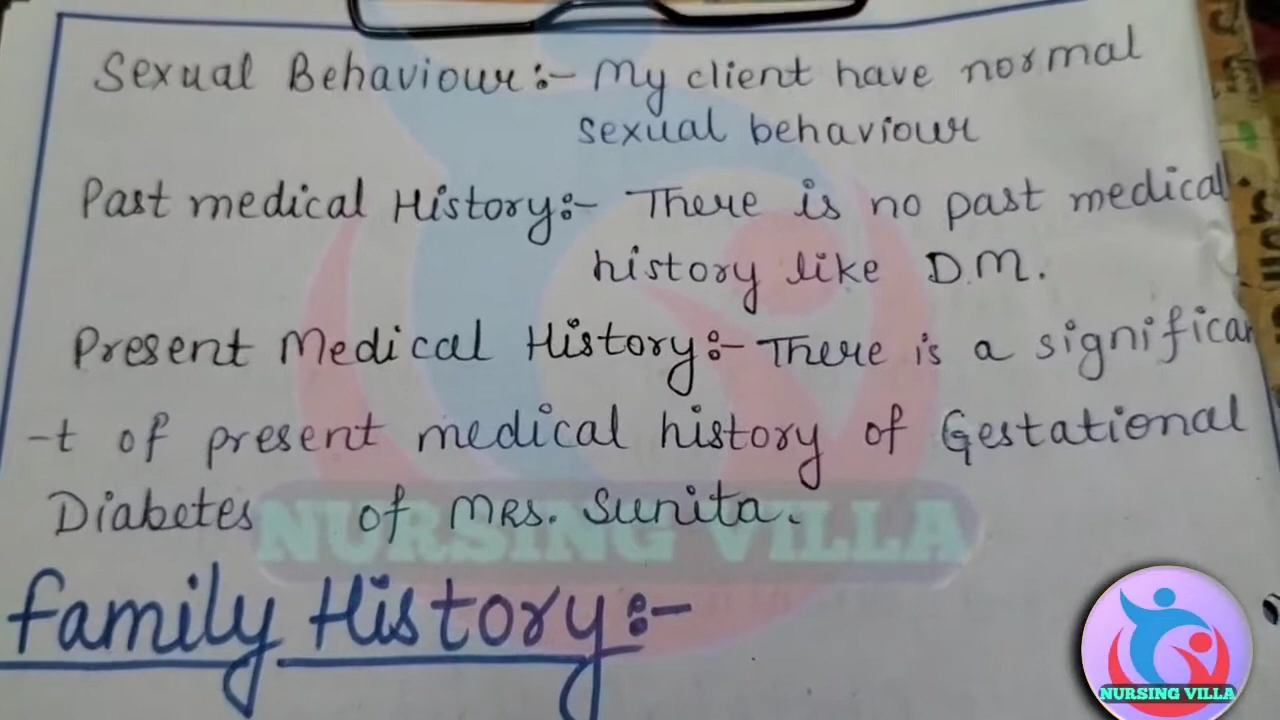 Sexual Behaviour:- My client have normal
sexual behaviour
Past medical History:- There is no past medical
history like D.M.
Present Medical History:- There is a significan
-t of present medical history of Gestational
Diabetes of MRS. Sunita.
NURSING VILLA
Family History:-
NURSING VILLA